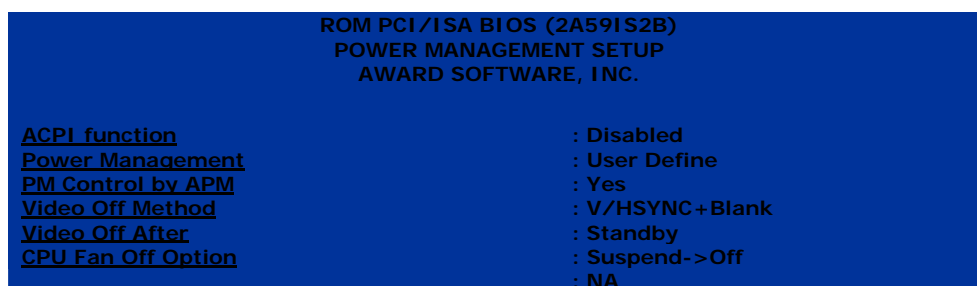 ROM PCI/ISA BIOS (2A59IS2B)
POWER MANAGEMENT SETUP
AWARD SOFTWARE, INC.
ACPI function : Disabled
Power Management : User Define
PM Control by APM : Yes
Video Off Method : V/HSYNC+Blank
Video Off After : Standby
CPU Fan Off Option : Suspend->Off
: NA